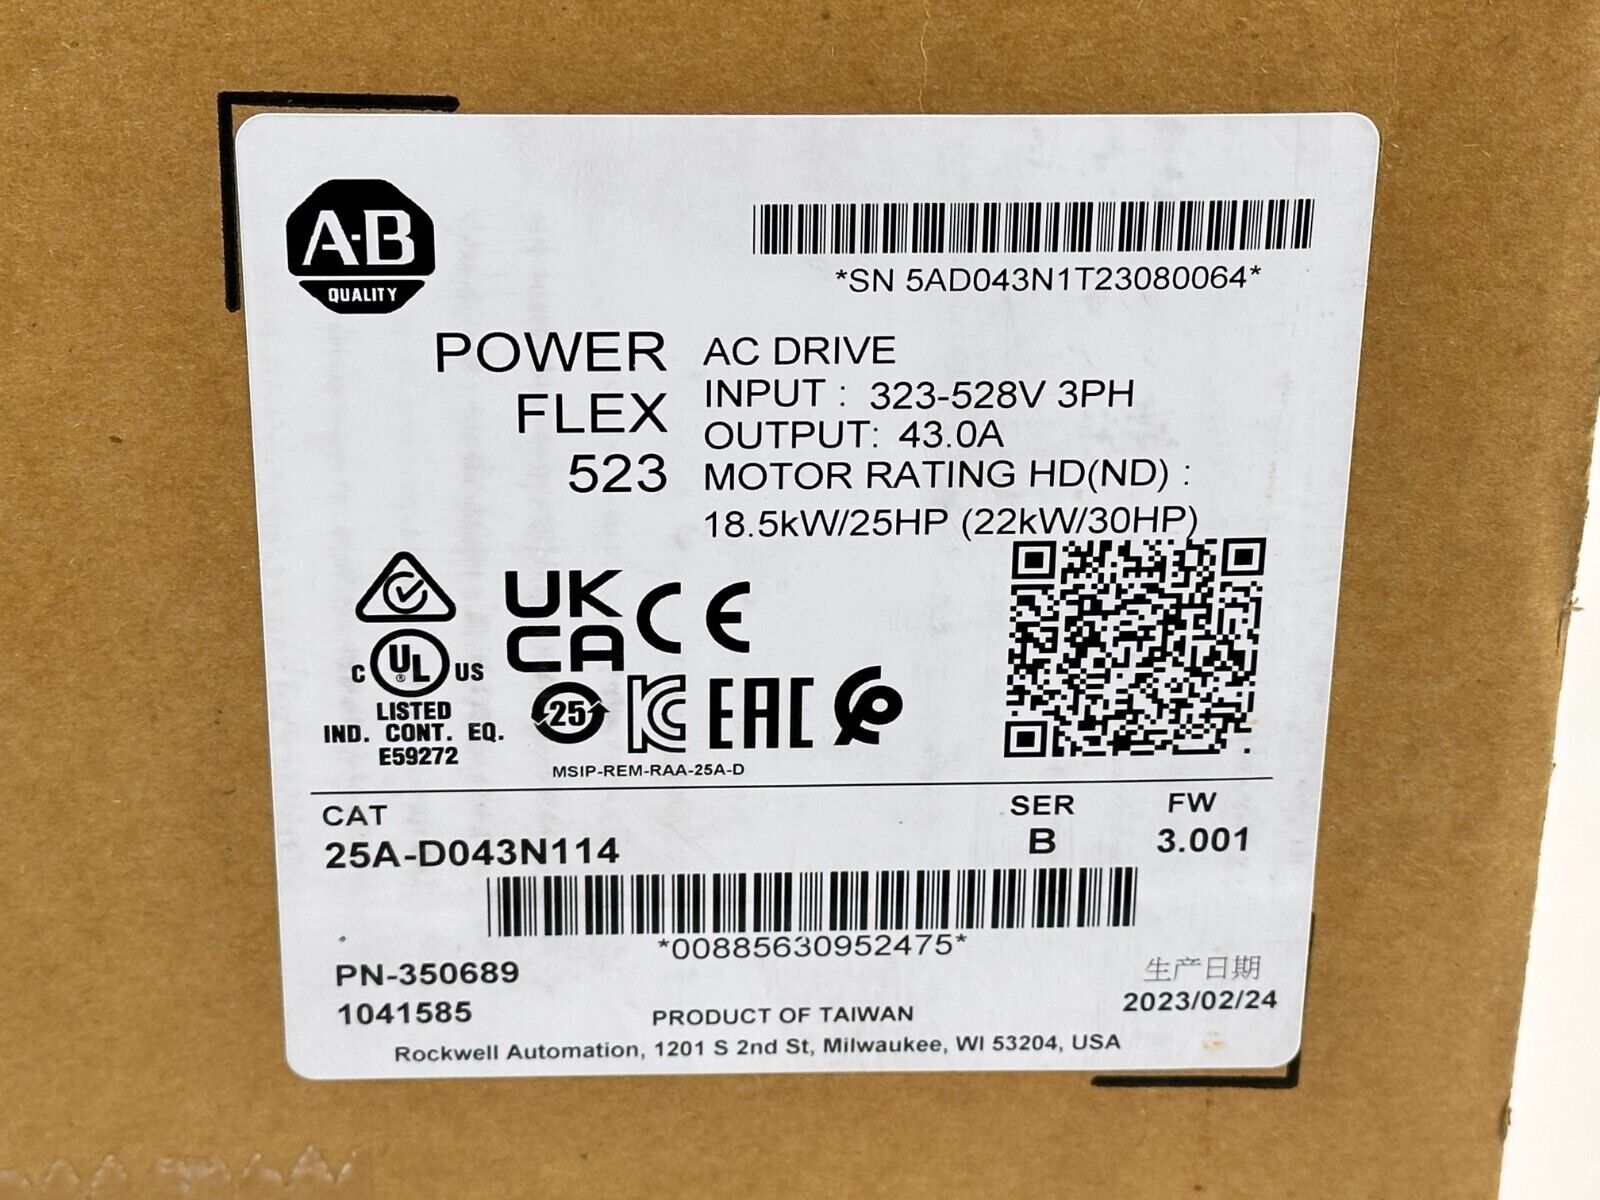 A-B
QUALITY
*SN 5AD043N1T23080064*
POWER
FLEX
523
AC DRIVE
INPUT : 323-528V 3PH
OUTPUT: 43.0A
MOTOR RATING HD(ND) :
18.5kW/25HP (22kW/30HP)
UK
CA
CE
C UL US
®
LISTED
IND. CONT. EQ.
E59272
25
KC
EAC
MSIP-REM-RAA-25A-D
CAT
25A-D043N114
SER
B
FW
3.001
*00885630952475*
PN-350689
1041585
生产日期
2023/02/24
PRODUCT OF TAIWAN
Rockwell Automation, 1201 S 2nd St, Milwaukee, WI 53204, USA